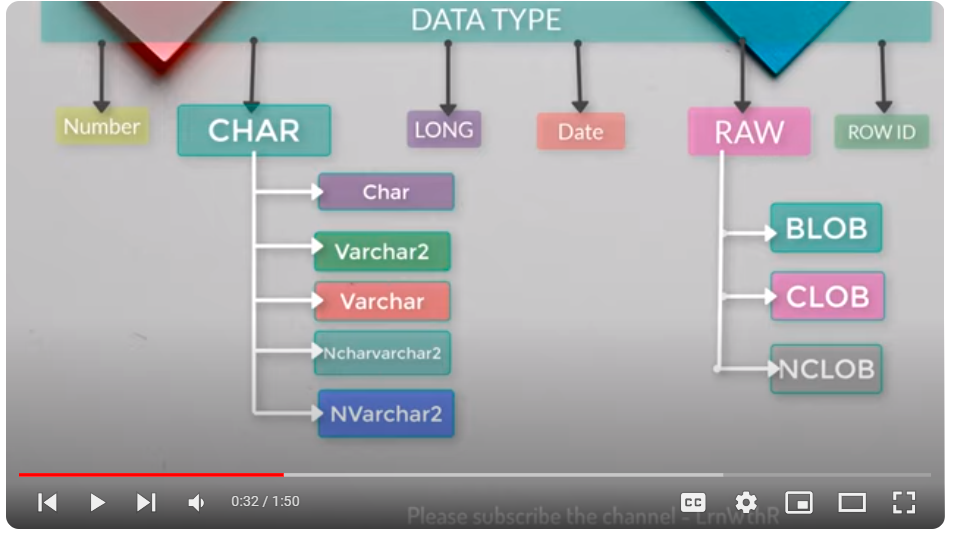 DATA TYPE
Number
CHAR
LONG
Date
RAW
ROW ID
Char
Varchar2
Varchar
Ncharvarchar2
NVarchar2
BLOB
CLOB
NCLOB
0:32 / 1:50
CC
Please subscribe the channel - LrnWthR